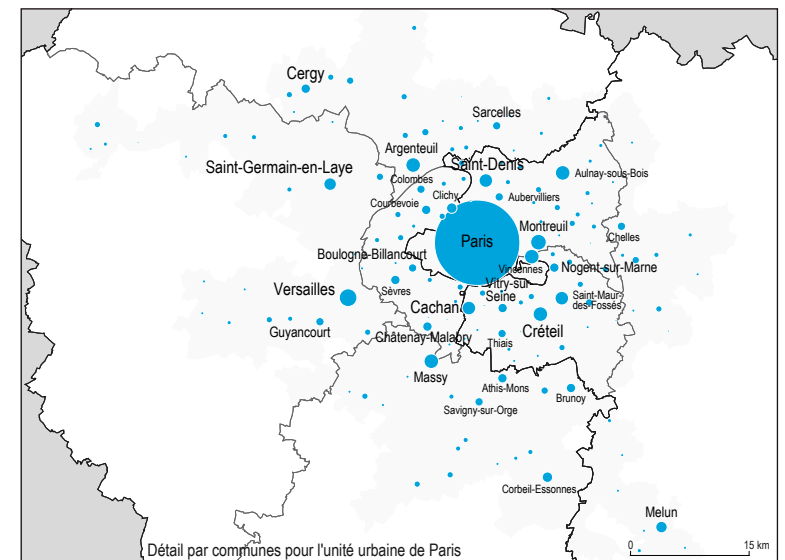 Cergy
Sarcelles
Argenteuil
Saint-Denis
Saint-Germain-en-Laye
Colombes
Aulnay-sous-Bois
Clichy
Courbevoie
Aubervilliers
Montreuil
Paris
Chelles
Boulogne-Billancourt
Vincennes
Nogent-sur-Marne
Versailles
Sèvres
Vitry-sur-
Seine
Saint-Maur-
des-Fossés
Cachan
Guyancourt
Châtenay-Malabry
Créteil
Thiais
Massy
Athis-Mons
Brunoy
Savigny-sur-Orge
Corbeil-Essonnes
Melun
0 15 km
Détail par communes pour l'unité urbaine de Paris